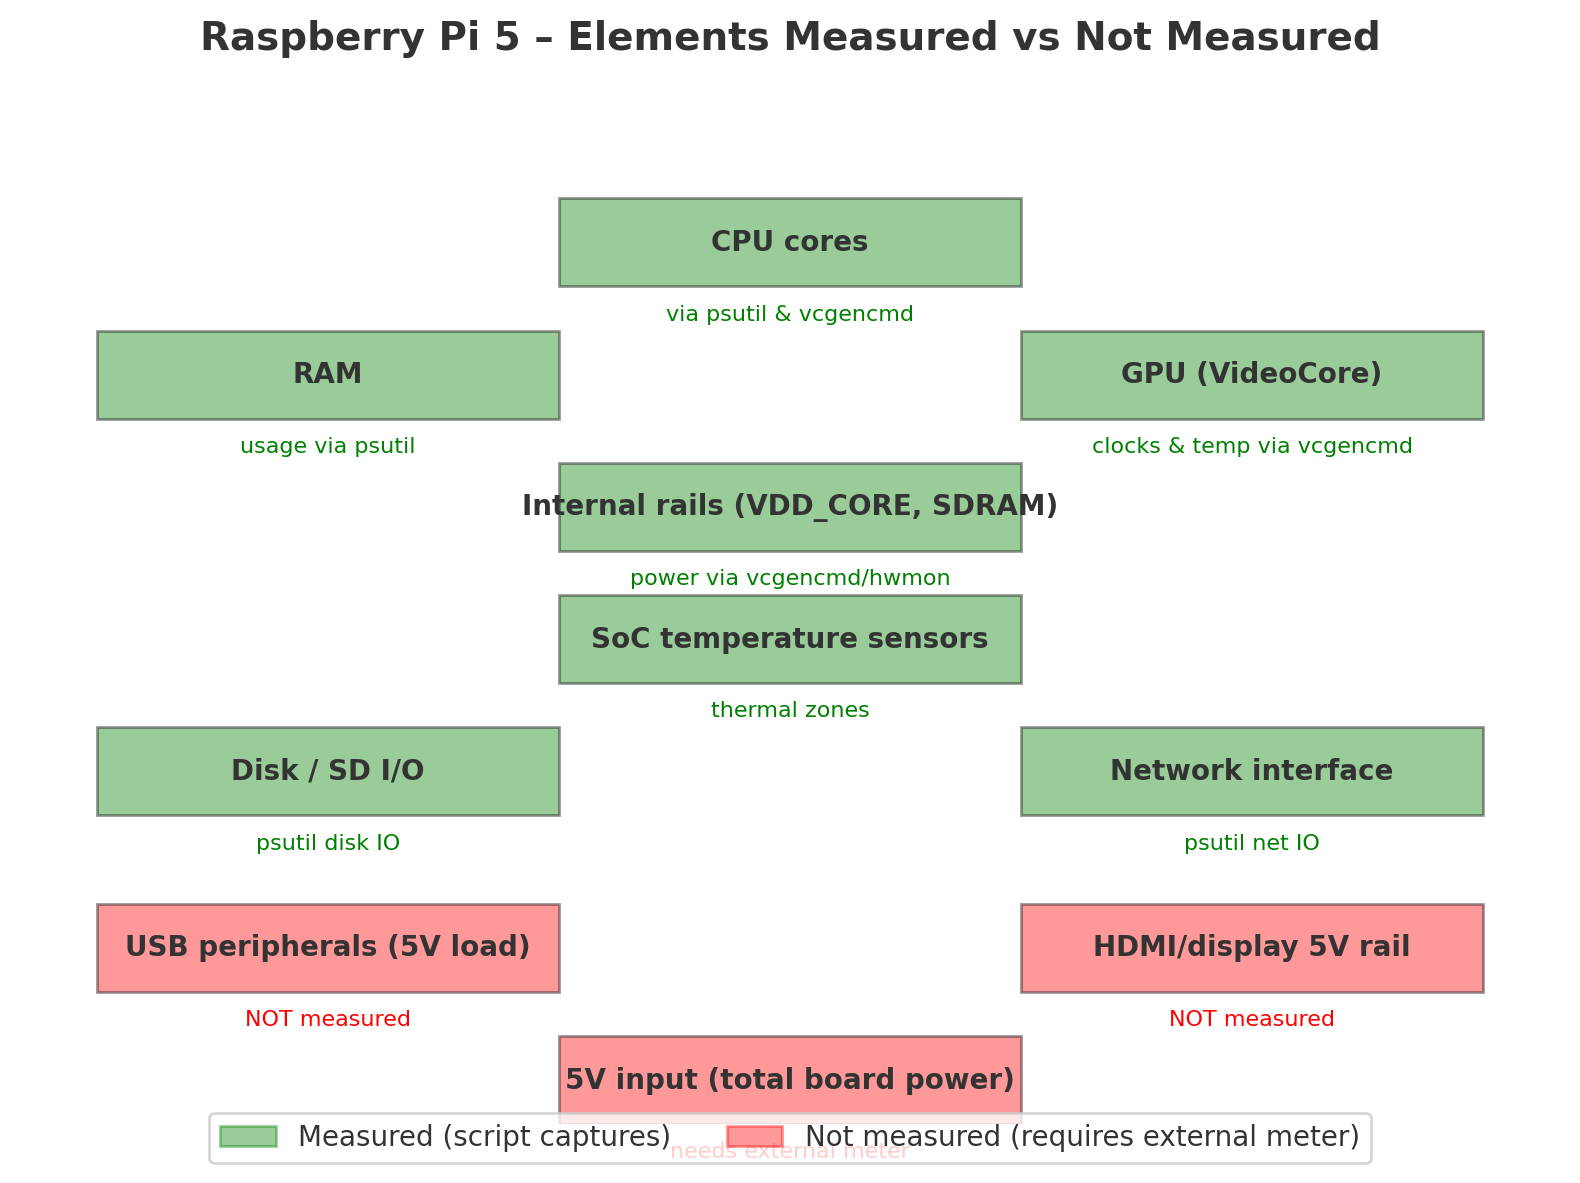 Raspberry Pi 5 – Elements Measured vs Not Measured
CPU cores
via psutil & vcgencmd
RAM
usage via psutil
GPU (VideoCore)
clocks & temp via vcgencmd
Internal rails (VDD_CORE, SDRAM)
power via vcgencmd/hwmon
SoC temperature sensors
thermal zones
Disk / SD I/O
psutil disk IO
Network interface
psutil net IO
USB peripherals (5V load)
NOT measured
HDMI/display 5V rail
NOT measured
5V input (total board power)
needs external meter
Measured (script captures)
Not measured (requires external meter)